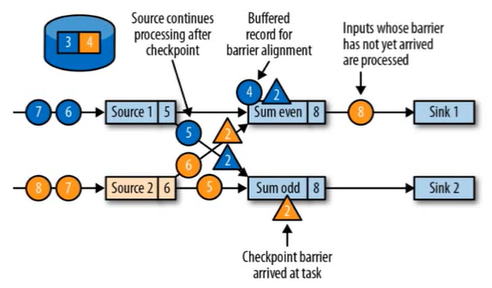 Source continues
processing after
checkpoint
Buffered
record for
barrier alignment
Inputs whose barrier
has not yet arrived
are processed
3 4
4 2
7 6 Source 1 5 Sum even 8 8 Sink 1
5 2
6 2
8 7 Source 2 6 5 Sum odd 8 Sink 2
2
Checkpoint barrier
arrived at task